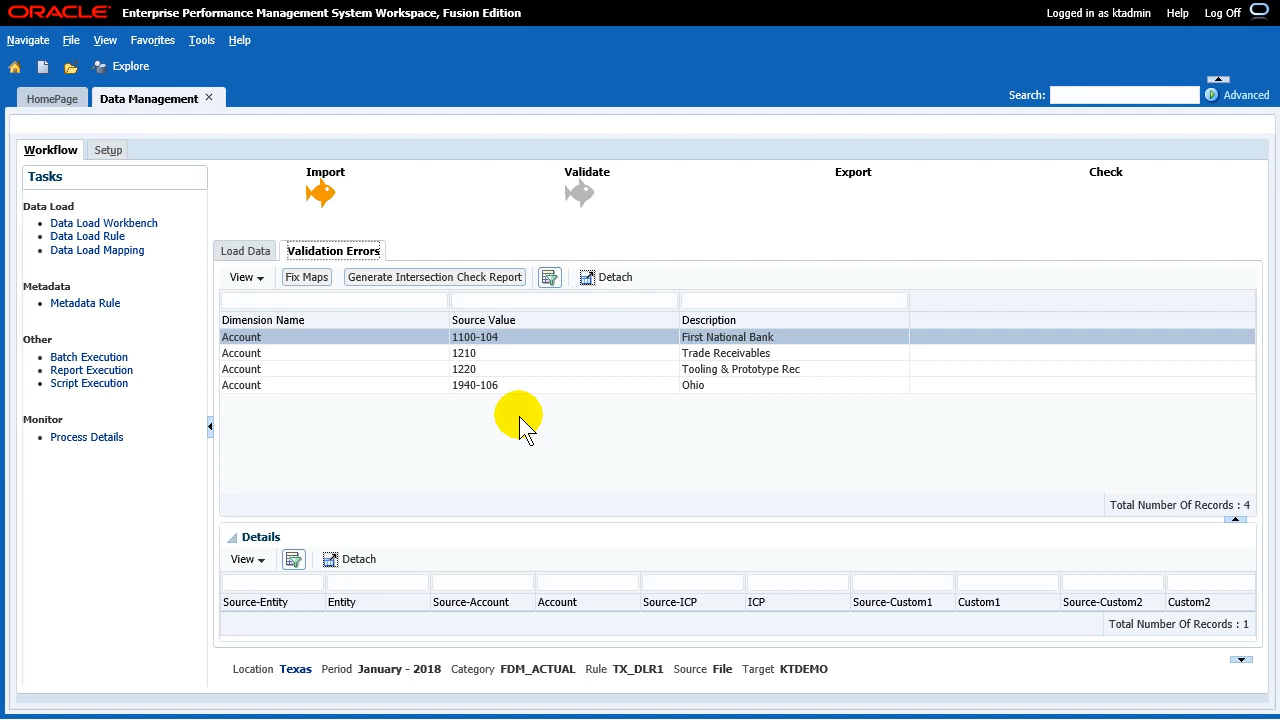 ORACLE Enterprise Performance Management System Workspace, Fusion Edition Logged in as ktadmin Help Log Off
Navigate File View Favorites Tools Help
Explore
HomePage Data Management Search: Advanced
Workflow Setup
Tasks
Data Load
Data Load Workbench
Data Load Rule
Data Load Mapping
Metadata
Metadata Rule
Other
Batch Execution
Report Execution
Script Execution
Monitor
Process Details
Import Validate Export Check
Load Data Validation Errors
View Fix Maps Generate Intersection Check Report Detach
Dimension Name Source Value Description
Account 1100-104 First National Bank
Account 1210 Trade Receivables
Account 1220 Tooling & Prototype Rec
Account 1940-106 Ohio
Total Number Of Records : 4
Details
View Detach
Source-Entity Entity Source-Account Account Source-ICP ICP Source-Custom1 Custom1 Source-Custom2 Custom2
Total Number Of Records : 1
Location Texas Period January - 2018 Category FDM_ACTUAL Rule TX_DLR1 Source File Target KTDEMO